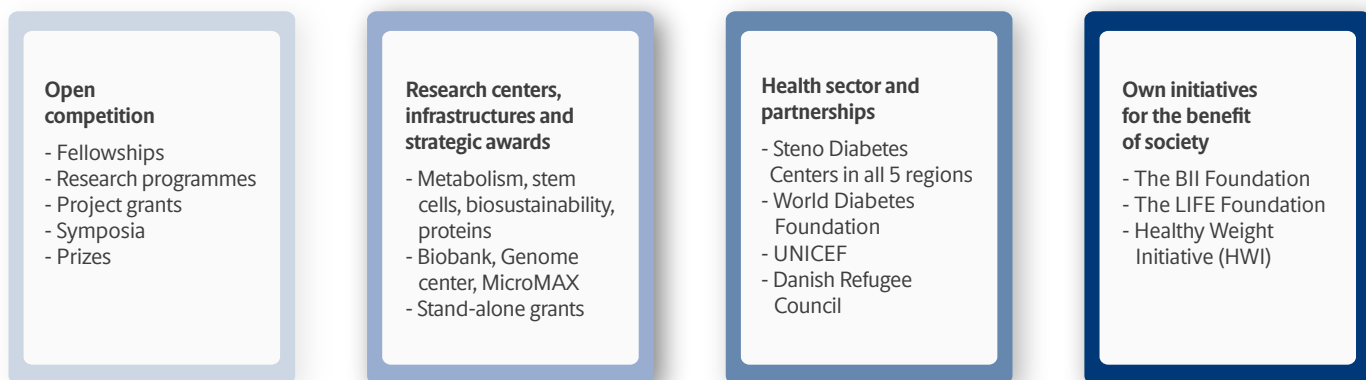 Open
competition
- Fellowships
- Research programmes
- Project grants
- Symposia
- Prizes
Research centers,
infrastructures and
strategic awards
- Metabolism, stem
cells, biosustainability,
proteins
- Biobank, Genome
center, MicroMAX
- Stand-alone grants
Health sector and
partnerships
- Steno Diabetes
Centers in all 5 regions
- World Diabetes
Foundation
- UNICEF
- Danish Refugee
Council
Own initiatives
for the benefit
of society
- The BII Foundation
- The LIFE Foundation
- Healthy Weight
Initiative (HWI)